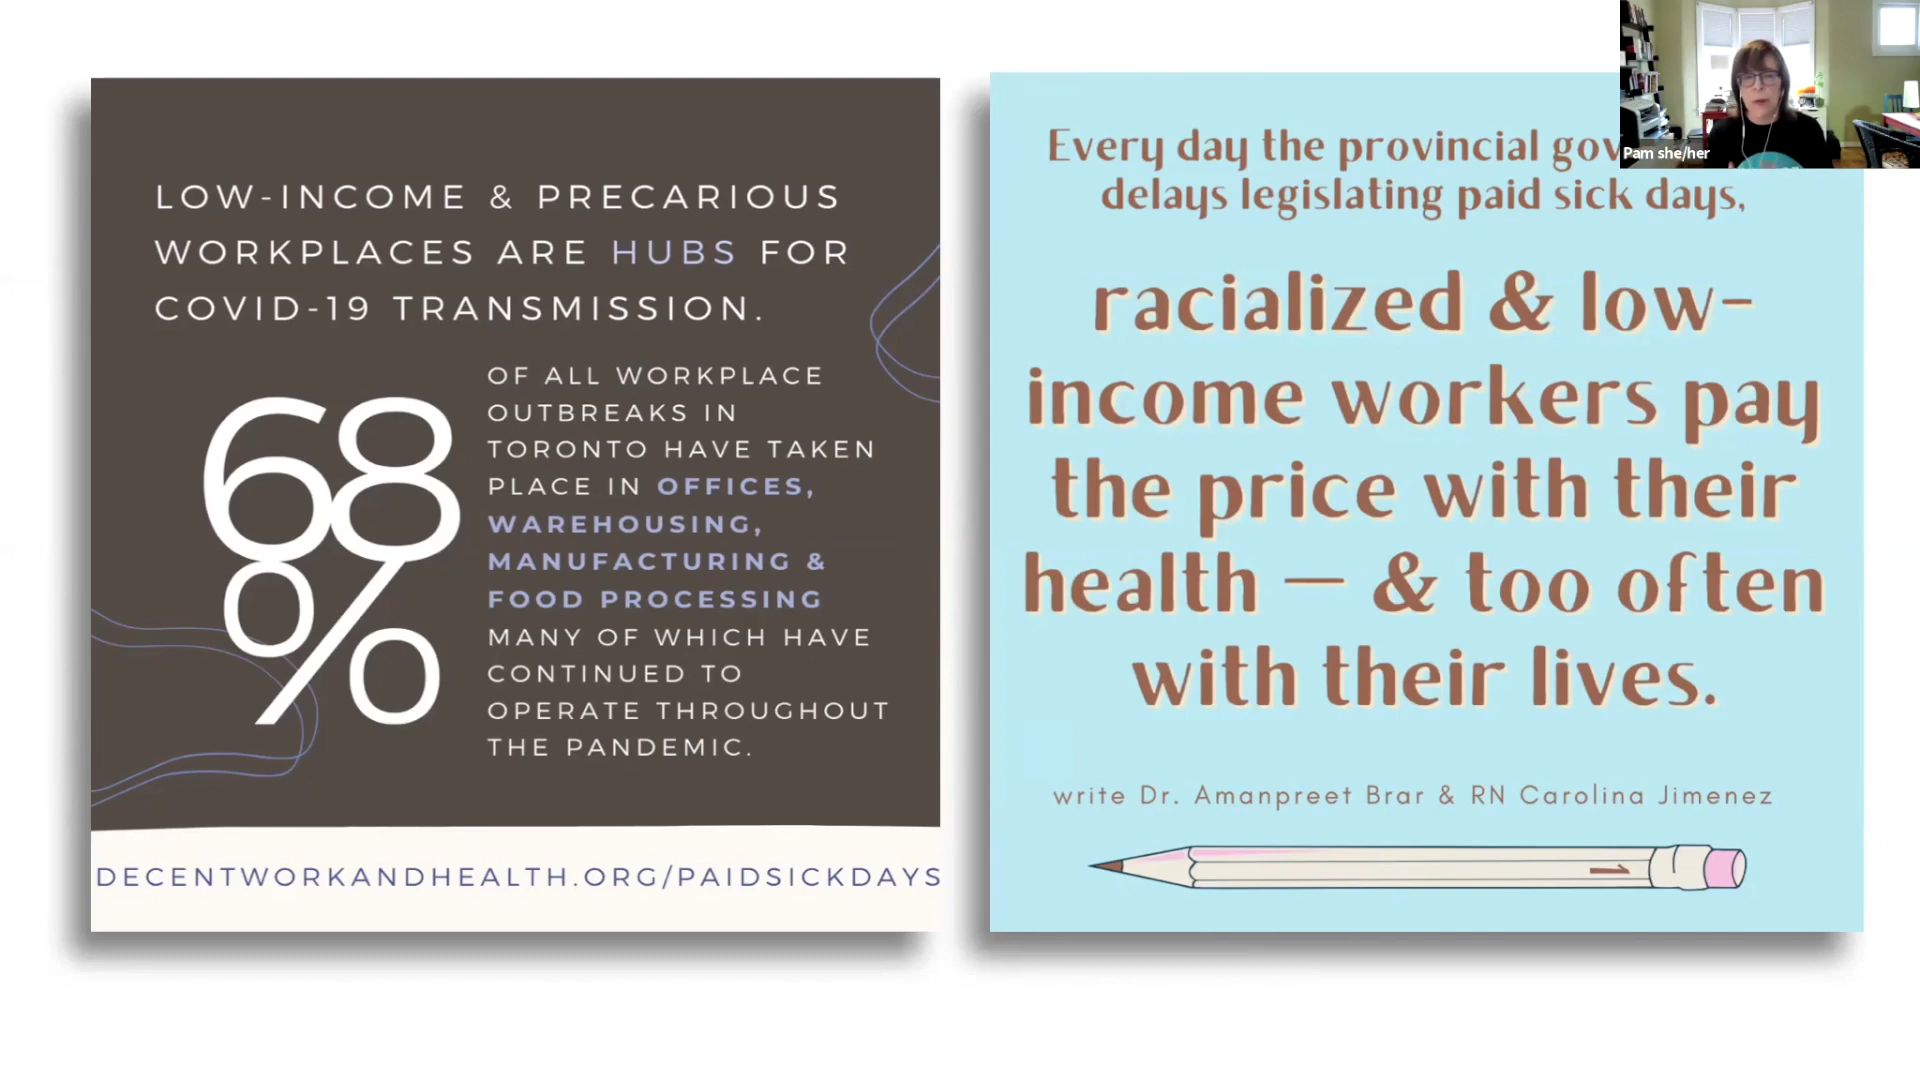 LOW-INCOME & PRECARIOUS
WORKPLACES ARE HUBS FOR
COVID-19 TRANSMISSION.
68
%
OF ALL WORKPLACE
OUTBREAKS IN
TORONTO HAVE TAKEN
PLACE IN OFFICES,
WAREHOUSING,
MANUFACTURING &
FOOD PROCESSING
MANY OF WHICH HAVE
CONTINUED TO
OPERATE THROUGHOUT
THE PANDEMIC.
DECENTWORKANDHEALTH.ORG/PAIDSICKDAYS
Every day the provincial
delays legislating paid sick days,
racialized & low-
income workers pay
the price with their
health — & too often
with their lives.
write Dr. Amanpreet Brar & RN Carolina Jimenez
1
Pam she/her